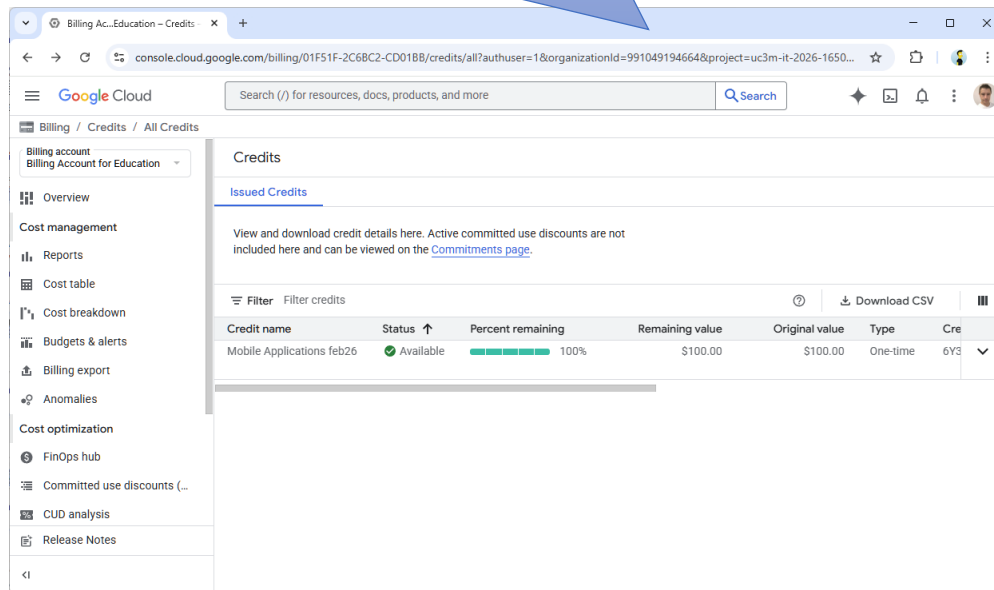 Billing Ac...Education – Credits -
console.cloud.google.com/billing/01F51F-2C6BC2-CD01BB/credits/all?authuser=1&organizationId=991049194664&project=uc3m-it-2026-1650...
Google Cloud
Search (/) for resources, docs, products, and more
Search
Billing / Credits / All Credits
Billing account
Billing Account for Education
Overview
Cost management
Reports
Cost table
Cost breakdown
Budgets & alerts
Billing export
Anomalies
Cost optimization
FinOps hub
Committed use discounts (...
CUD analysis
Release Notes
Credits
Issued Credits
View and download credit details here. Active committed use discounts are not
included here and can be viewed on the Commitments page.
Filter Filter credits
Download CSV
Credit name Status Percent remaining Remaining value Original value Type Cre
Mobile Applications feb26 Available 100% $100.00 $100.00 One-time 6Y3